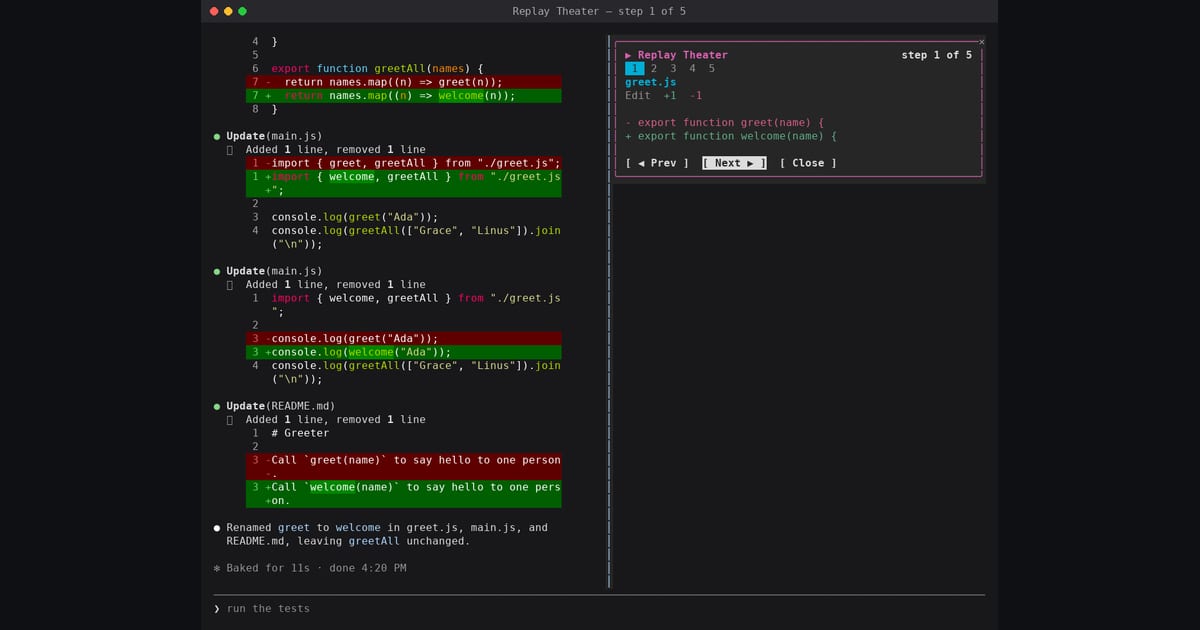 Replay Theater — step 1 of 5
4 }
5
6 export function greetAll(names) {
7 - return names.map((n) => greet(n));
7 + return names.map((n) => welcome(n));
8 }
● Update(main.js)
Added 1 line, removed 1 line
1 -import { greet, greetAll } from "./greet.js";
1 +import { welcome, greetAll } from "./greet.js
+";
2
3 console.log(greet("Ada"));
4 console.log(greetAll(["Grace", "Linus"]).join
("\n"));
● Update(main.js)
Added 1 line, removed 1 line
1 import { welcome, greetAll } from "./greet.js
";
2
3 -console.log(greet("Ada"));
3 +console.log(welcome("Ada"));
4 console.log(greetAll(["Grace", "Linus"]).join
("\n"));
● Update(README.md)
Added 1 line, removed 1 line
1 # Greeter
2
3 -Call `greet(name)` to say hello to one person
-.
3 +Call `welcome(name)` to say hello to one pers
+on.
● Renamed greet to welcome in greet.js, main.js, and
README.md, leaving greetAll unchanged.
✻ Baked for 11s · done 4:20 PM
❯ run the tests
×
▶ Replay Theater step 1 of 5
1 2 3 4 5
greet.js
Edit +1 -1
- export function greet(name) {
+ export function welcome(name) {
[ ◀ Prev ] [ Next ▶ ] [ Close ]